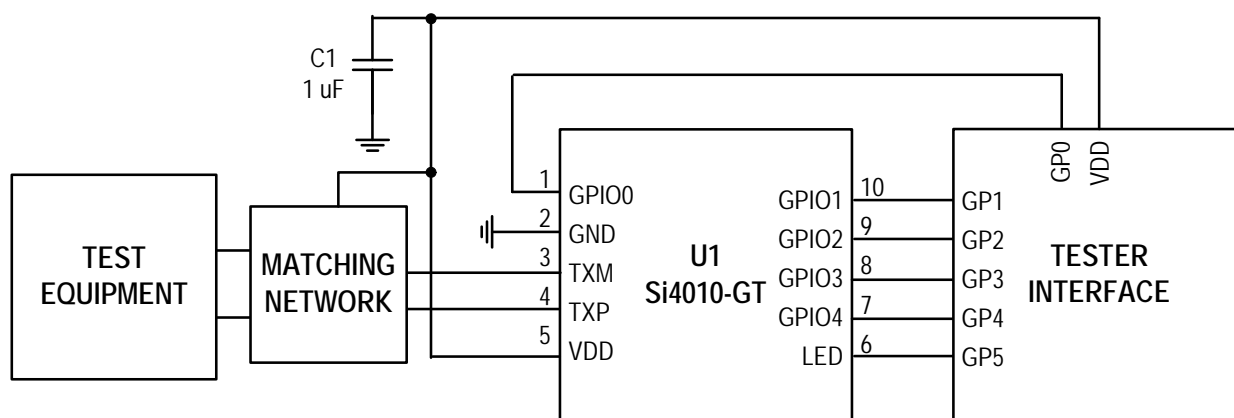 C1
1 uF
TEST
EQUIPMENT
MATCHING
NETWORK
1
2
3
4
5
GPIO0
GND
TXM
TXP
VDD
U1
Si4010-GT
GPIO1
GPIO2
GPIO3
GPIO4
LED
10
9
8
7
6
GP0
VDD
GP1
GP2
GP3
GP4
GP5
TESTER
INTERFACE